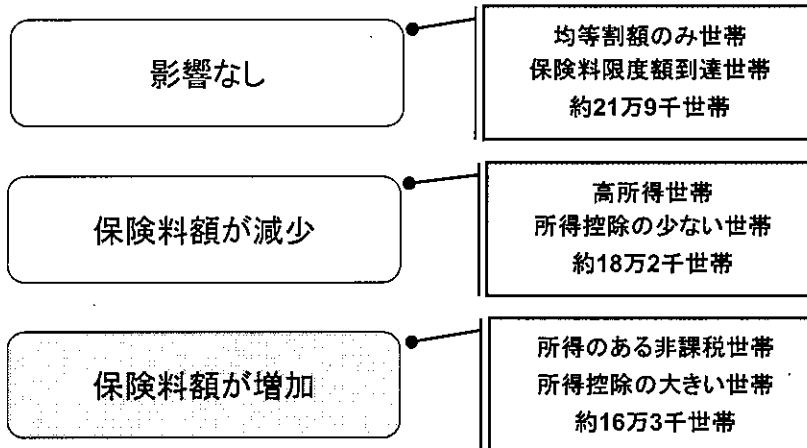 影響なし
均等割額のみ世帯
保険料限度額到達世帯
約21万9千世帯
保険料額が減少
高所得世帯
所得控除の少ない世帯
約18万2千世帯
保険料額が増加
所得のある非課税世帯
所得控除の大きい世帯
約16万3千世帯